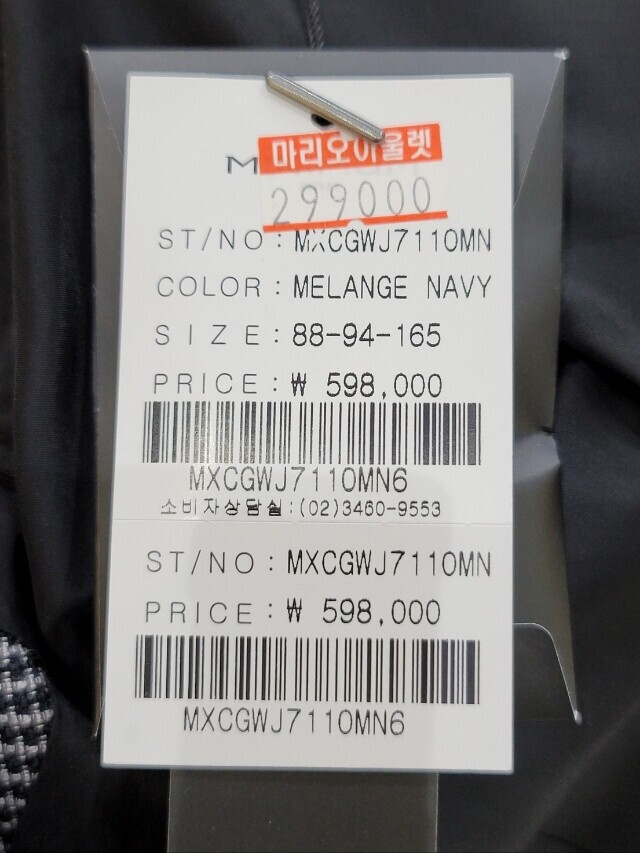 M
마리오아울렛
299000
ST/NO : MXCGWJ7110MN
COLOR : MELANGE NAVY
SIZE : 88-94-165
PRICE : ₩ 598,000
MXCGWJ7110MN6
소비자상담실:(02)3460-9553
ST/NO : MXCGWJ7110MN
PRICE : ₩ 598,000
MXCGWJ7110MN6